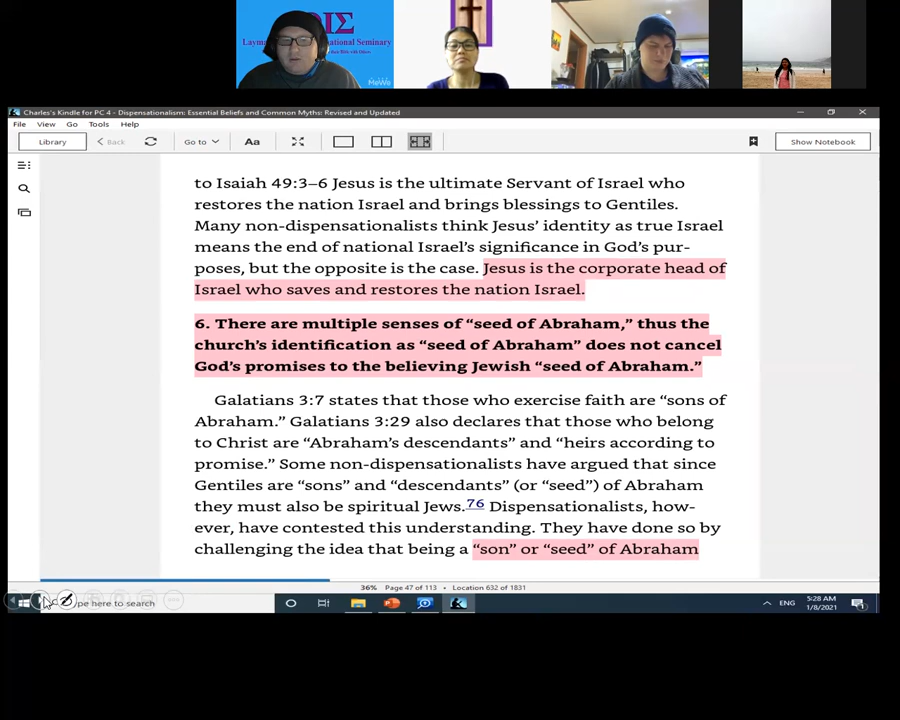 ΟΙΣ
Layma
national Seminary
MeWe
Charles's Kindle for PC 4 - Dispensationalism: Essential Beliefs and Common Myths: Revised and Updated
File View Go Tools Help
Library
Back
Go to
Aa
Show Notebook
to Isaiah 49:3–6 Jesus is the ultimate Servant of Israel who
restores the nation Israel and brings blessings to Gentiles.
Many non-dispensationalists think Jesus’ identity as true Israel
means the end of national Israel’s significance in God’s pur-
poses, but the opposite is the case. Jesus is the corporate head of
Israel who saves and restores the nation Israel.
6. There are multiple senses of “seed of Abraham,” thus the
church’s identification as “seed of Abraham” does not cancel
God’s promises to the believing Jewish “seed of Abraham.”
Galatians 3:7 states that those who exercise faith are “sons of
Abraham.” Galatians 3:29 also declares that those who belong
to Christ are “Abraham’s descendants” and “heirs according to
promise.” Some non-dispensationalists have argued that since
Gentiles are “sons” and “descendants” (or “seed”) of Abraham
they must also be spiritual Jews.76 Dispensationalists, how-
ever, have contested this understanding. They have done so by
challenging the idea that being a “son” or “seed” of Abraham
36% Page 47 of 113 • Location 632 of 1831
ype here to search
ENG
5:28 AM
1/8/2021